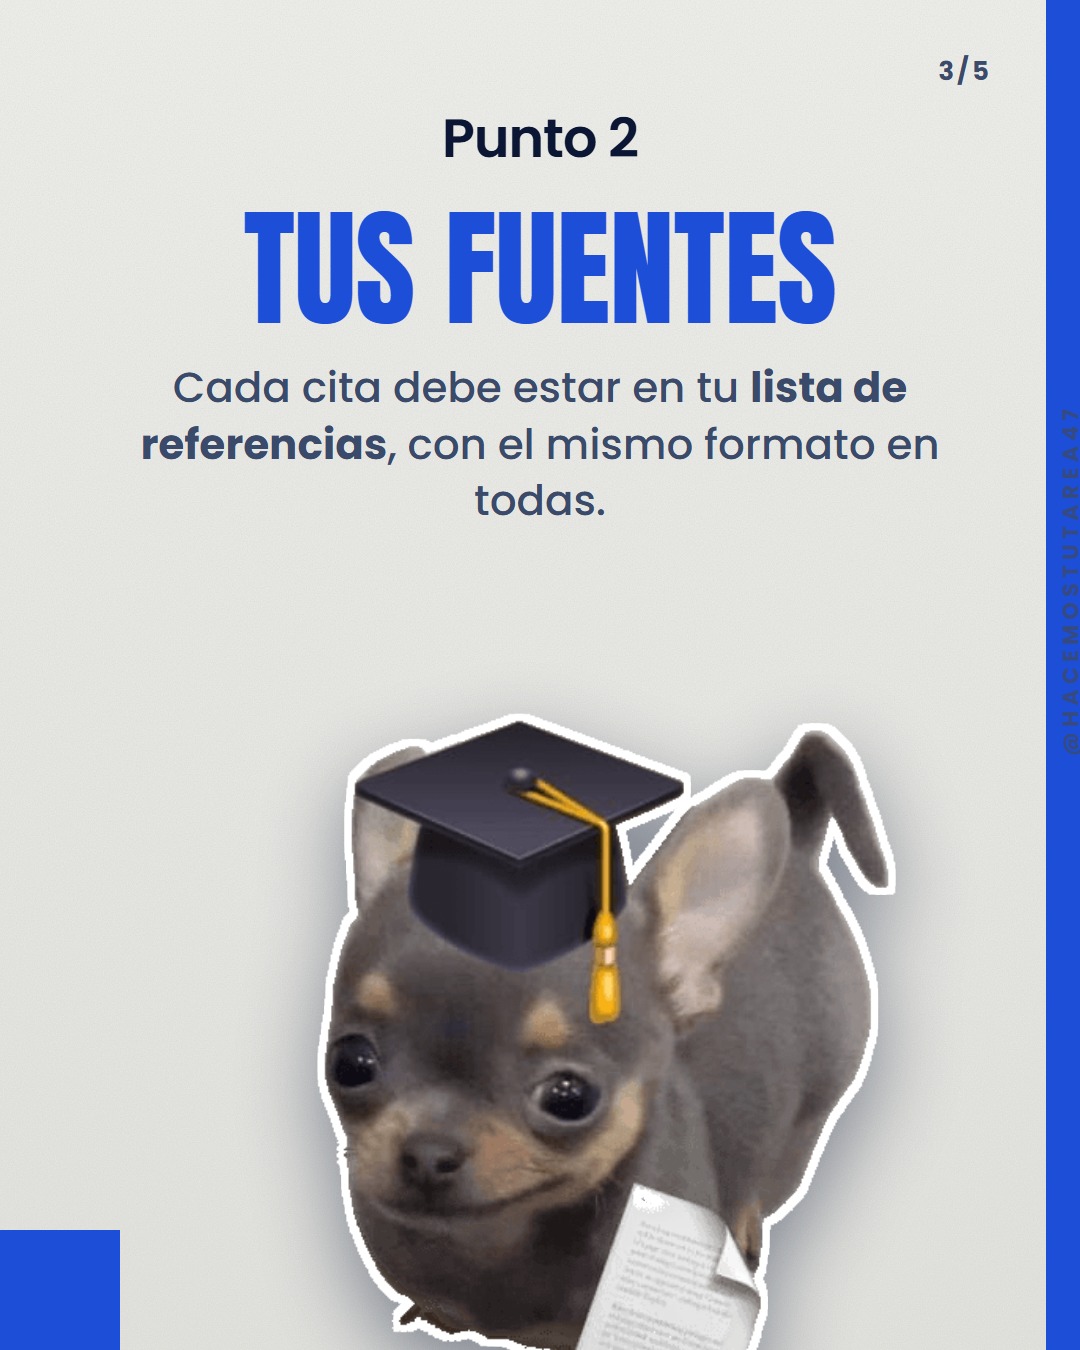 3/5
Punto 2
TUS FUENTES
Cada cita debe estar en tu lista de
referencias, con el mismo formato en
todas.
@HACEMOSTUTAREA47